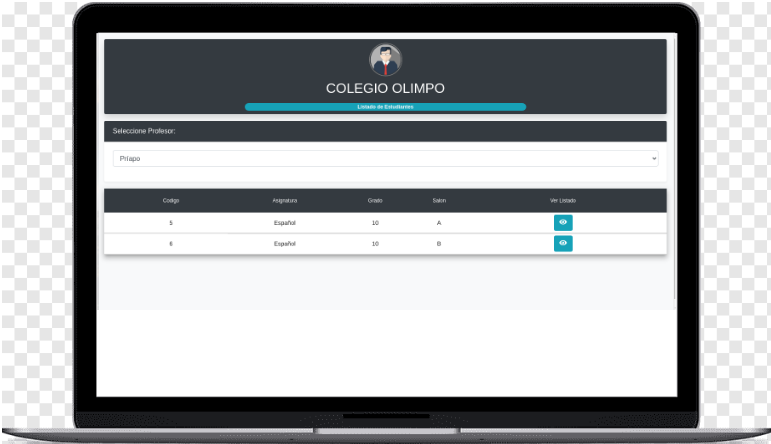 COLEGIO OLIMPO
Listado de Estudiantes
Seleccione Profesor:
Príapo
Codigo Asignatura Grado Salon Ver Listado
5 Español 10 A
6 Español 10 B